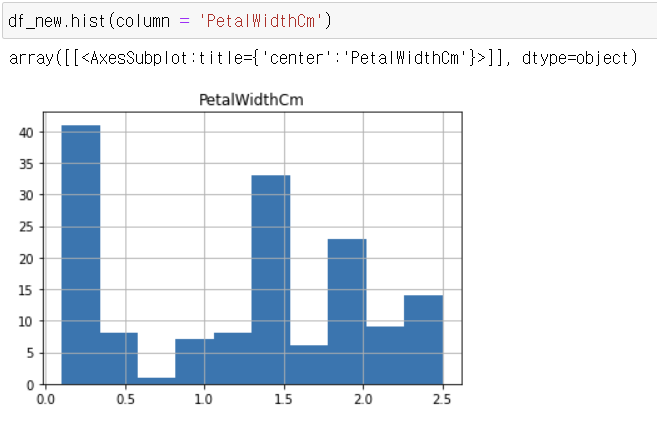 df_new.hist(column = 'PetalWidthCm')
array([[<AxesSubplot:title={'center':'PetalWidthCm'}>]], dtype=object)
PetalWidthCm
40
35
30
25
20
15
10
5
0
0.0 0.5 1.0 1.5 2.0 2.5